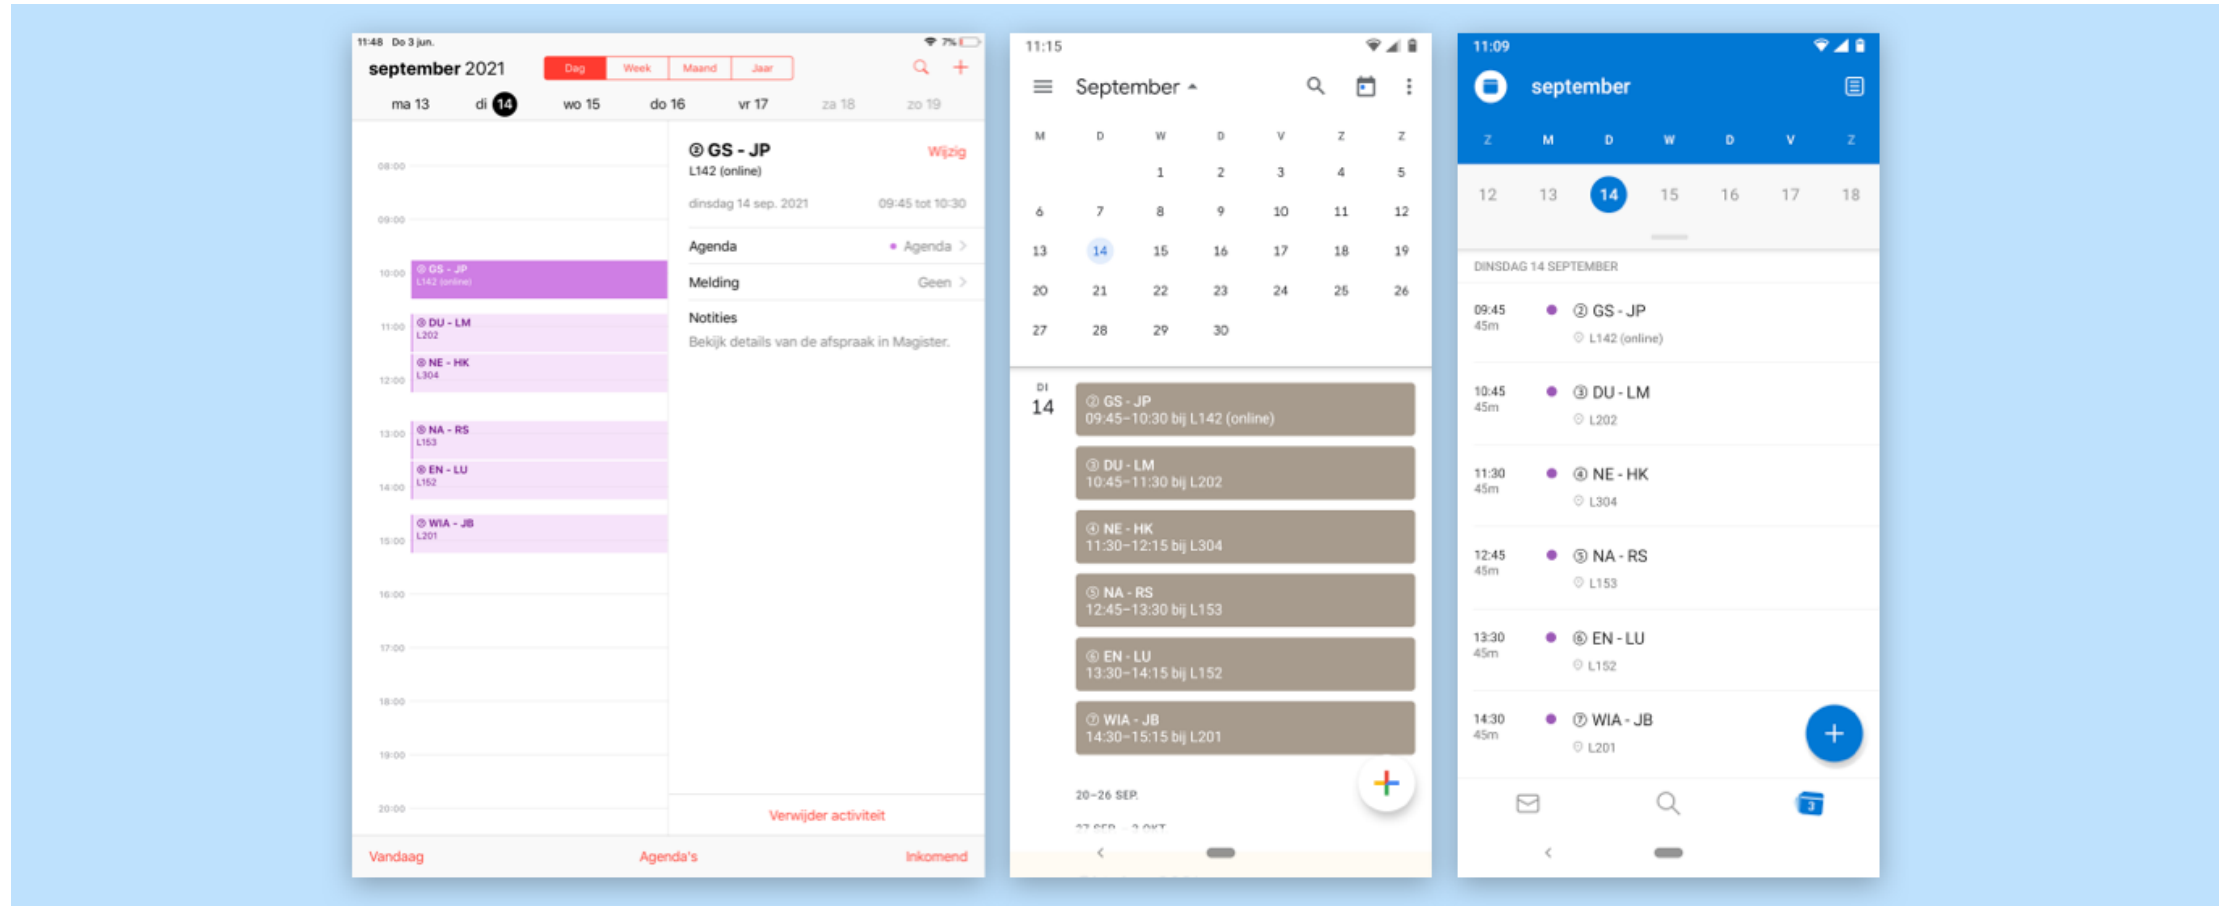 11:48 Do 3 jun.
7%
september 2021
Dag Week Maand Jaar
ma 13 di 14 wo 15 do 16 vr 17 za 18 zo 19
08:00
09:00
10:00
② GS - JP
L142 (online)
11:00
③ DU - LM
L202
④ NE - HK
L304
12:00
13:00
⑤ NA - RS
L153
⑥ EN - LU
L152
14:00
⑦ WIA - JB
L201
15:00
16:00
17:00
18:00
19:00
20:00
② GS - JP
Wijzig
L142 (online)
dinsdag 14 sep. 2021 09:45 tot 10:30
Agenda • Agenda >
Melding Geen >
Notities
Bekijk details van de afspraak in Magister.
Verwijder activiteit
Vandaag Agenda's Inkomend
11:15
September
M D W D V Z Z
1 2 3 4 5
6 7 8 9 10 11 12
13 14 15 16 17 18 19
20 21 22 23 24 25 26
27 28 29 30
DI
14
② GS - JP
09:45–10:30 bij L142 (online)
③ DU - LM
10:45–11:30 bij L202
④ NE - HK
11:30–12:15 bij L304
⑤ NA - RS
12:45–13:30 bij L153
⑥ EN - LU
13:30–14:15 bij L152
⑦ WIA - JB
14:30–15:15 bij L201
20–26 SEP.
27 SEP. – 3 OKT.
11:09
september
Z M D W D V Z
12 13 14 15 16 17 18
DINSDAG 14 SEPTEMBER
09:45 ② GS - JP
45m L142 (online)
10:45 ③ DU - LM
45m L202
11:30 ④ NE - HK
45m L304
12:45 ⑤ NA - RS
45m L153
13:30 ⑥ EN - LU
45m L152
14:30 ⑦ WIA - JB
45m L201
3